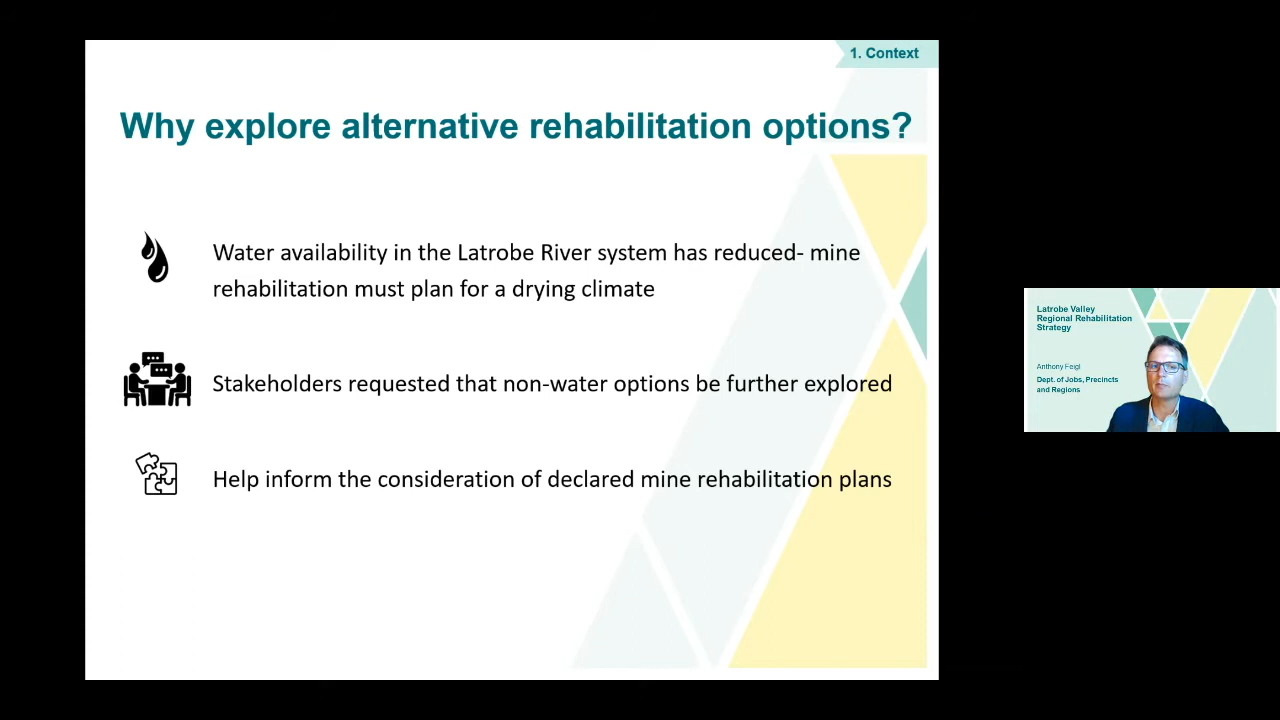 1. Context
Why explore alternative rehabilitation options?
Water availability in the Latrobe River system has reduced- mine
rehabilitation must plan for a drying climate
Stakeholders requested that non-water options be further explored
Help inform the consideration of declared mine rehabilitation plans
Latrobe Valley
Regional Rehabilitation
Strategy
Anthony Feigl
Dept. of Jobs, Precincts
and Regions